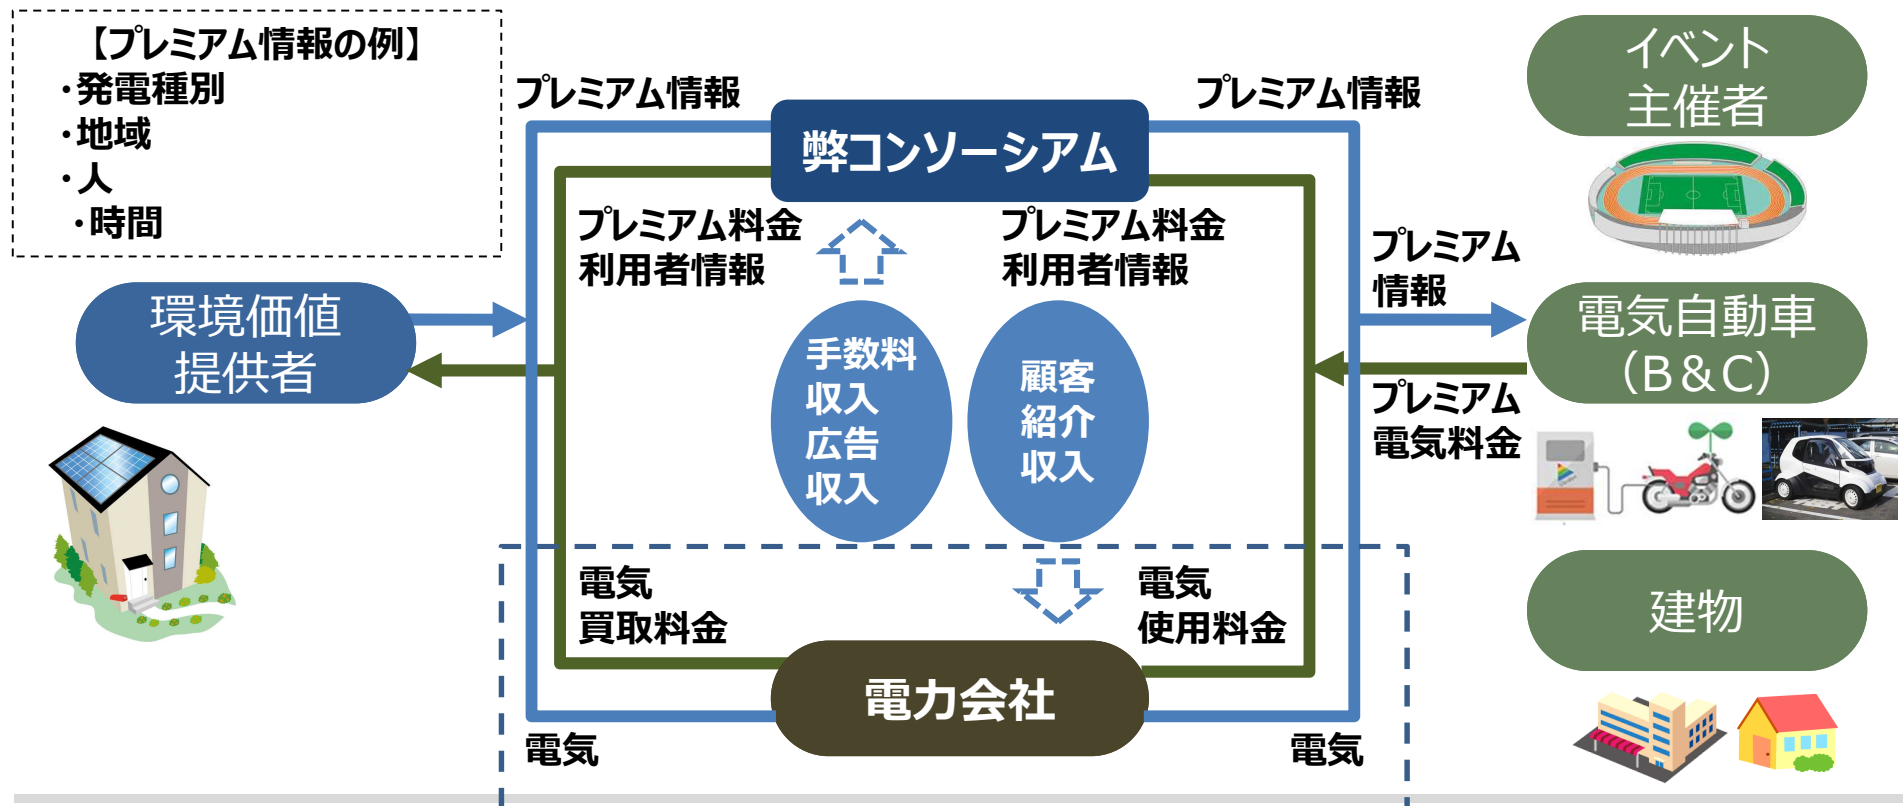 【プレミアム情報の例】
・発電種別
・地域
・人
・時間
プレミアム情報
プレミアム情報
弊コンソーシアム
イベント
主催者
プレミアム料金
利用者情報
プレミアム料金
利用者情報
プレミアム
情報
環境価値
提供者
電気自動車
（B＆C）
手数料
収入
広告
収入
顧客
紹介
収入
プレミアム
電気料金
電気
買取料金
電気
使用料金
建物
電力会社
電気
電気